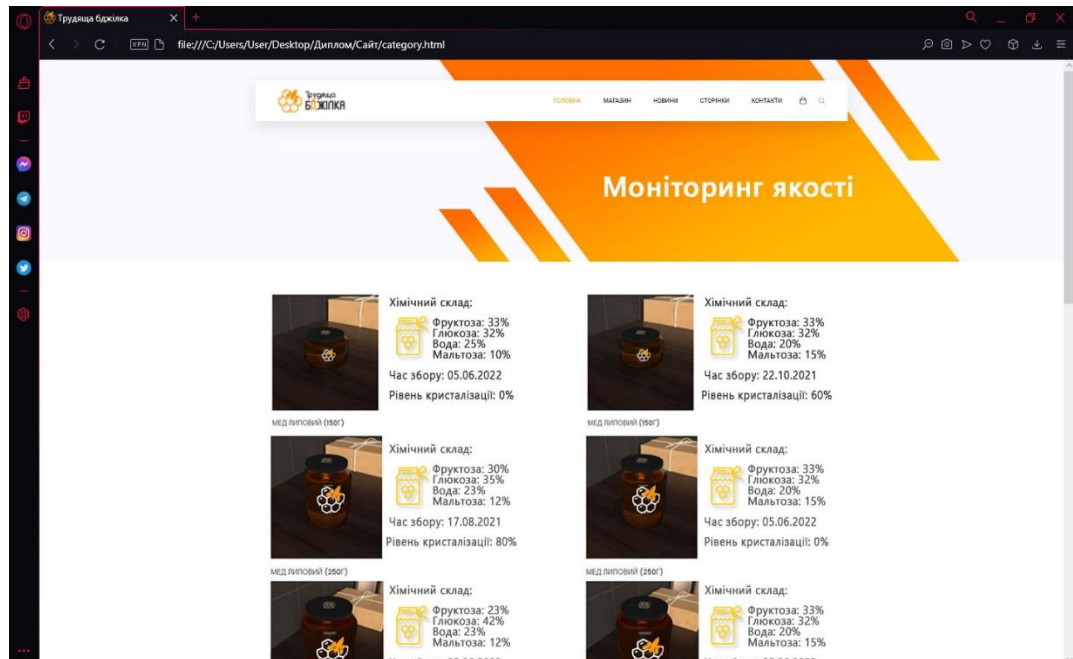 Трудяща бджілка
VPN
file:///C:/Users/User/Desktop/Диплом/Сайт/category.html
Трудяща
БДЖІЛКА
ГОЛОВНА МАГАЗИН НОВИНИ СТОРІНКИ КОНТАКТИ
Моніторинг якості
Хімічний склад:
Фруктоза: 33%
Глюкоза: 32%
Вода: 25%
Мальтоза: 10%
Час збору: 05.06.2022
Рівень кристалізації: 0%
МЕД ЛИПОВИЙ (150Г)
Хімічний склад:
Фруктоза: 33%
Глюкоза: 32%
Вода: 20%
Мальтоза: 15%
Час збору: 22.10.2021
Рівень кристалізації: 60%
МЕД ЛИПОВИЙ (150Г)
Хімічний склад:
Фруктоза: 30%
Глюкоза: 35%
Вода: 23%
Мальтоза: 12%
Час збору: 17.08.2021
Рівень кристалізації: 80%
МЕД ЛИПОВИЙ (250Г)
Хімічний склад:
Фруктоза: 33%
Глюкоза: 32%
Вода: 20%
Мальтоза: 15%
Час збору: 05.06.2022
Рівень кристалізації: 0%
МЕД ЛИПОВИЙ (250Г)
Хімічний склад:
Фруктоза: 23%
Глюкоза: 42%
Вода: 23%
Мальтоза: 12%
Хімічний склад:
Фруктоза: 33%
Глюкоза: 32%
Вода: 20%
Мальтоза: 15%